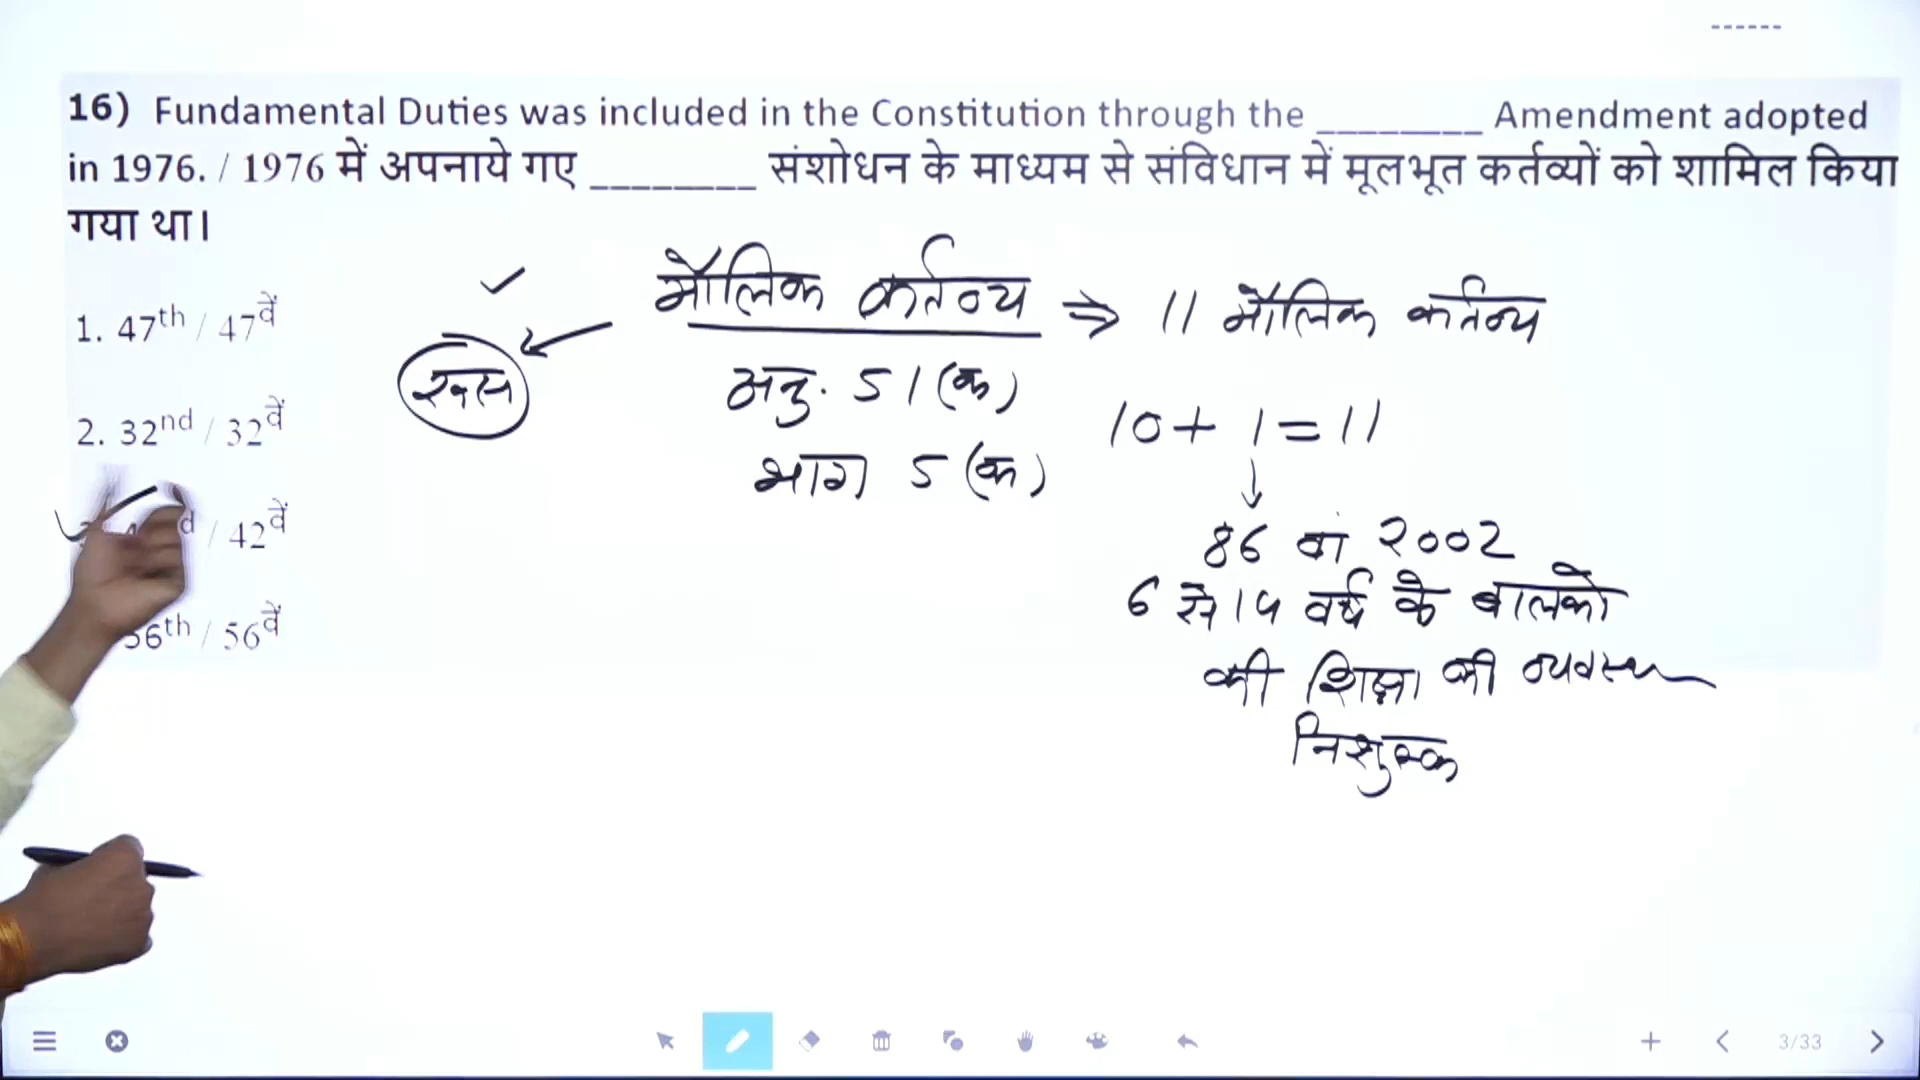 16) Fundamental Duties was included in the Constitution through the ________ Amendment adopted
in 1976. / 1976 में अपनाये गए ________ संशोधन के माध्यम से संविधान में मूलभूत कर्तव्यों को शामिल किया
गया था।
मौलिक कर्तव्य ⇒ 11 मौलिक कर्तव्य
1. 47th / 47वें
रूस
अनु. 51(क)
10+ 1=11
2. 32nd / 32वें
भाग 5 (क)
/ 42वें
86 वां 2002
6 से 14 वर्ष के बालको
56th / 56वें
की शिक्षा की
3/33